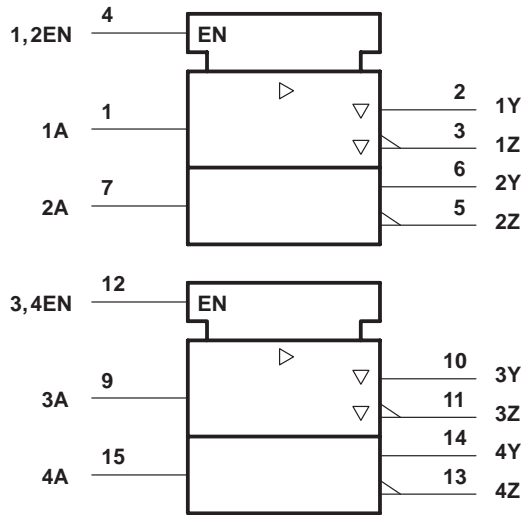 4
1,2EN EN
1 2 1Y
1A 3 1Z
7 6 2Y
2A 5 2Z
12
3,4EN EN
9 10 3Y
3A 11 3Z
15 14 4Y
4A 13 4Z